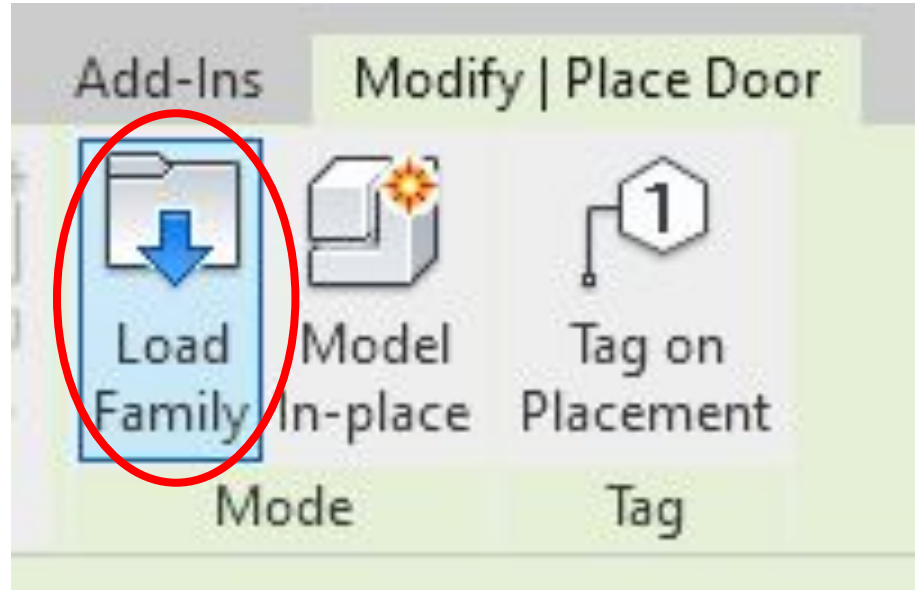 Add-Ins Modify | Place Door
1
Load Model Tag on
Family In-place Placement
Mode Tag